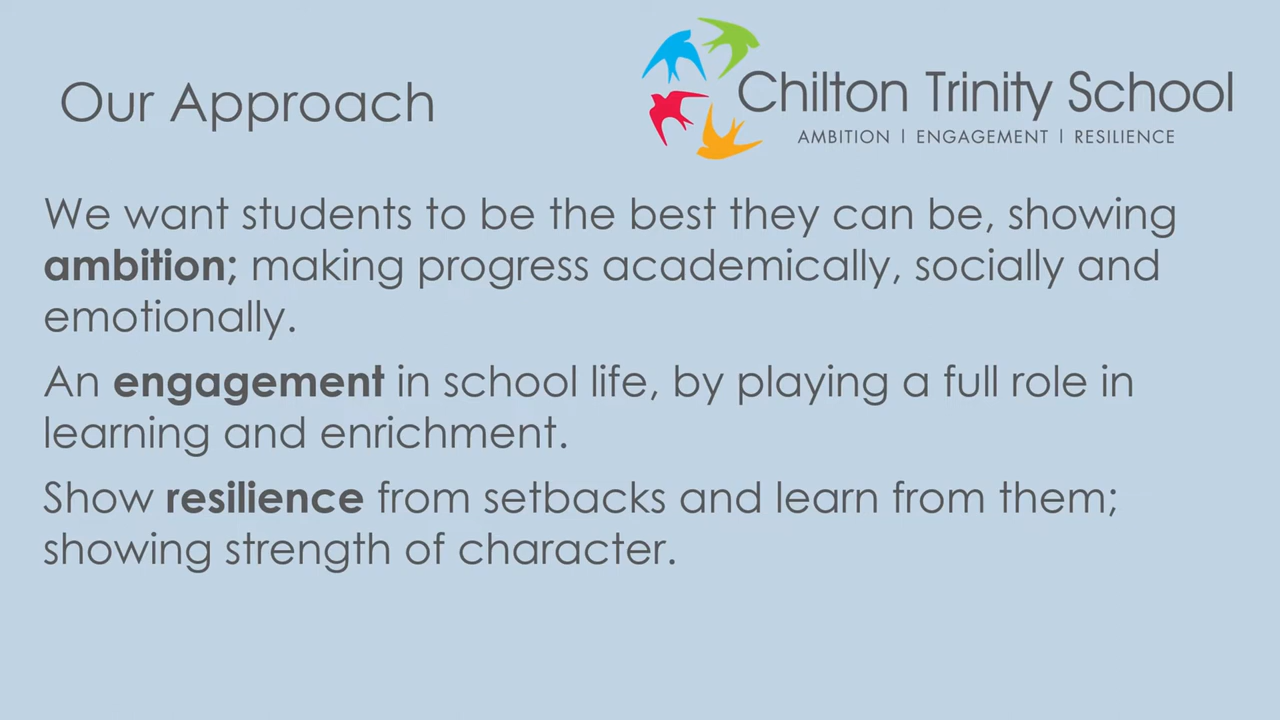 Our Approach
Chilton Trinity School
AMBITION | ENGAGEMENT | RESILIENCE
We want students to be the best they can be, showing
ambition; making progress academically, socially and
emotionally.
An engagement in school life, by playing a full role in
learning and enrichment.
Show resilience from setbacks and learn from them;
showing strength of character.